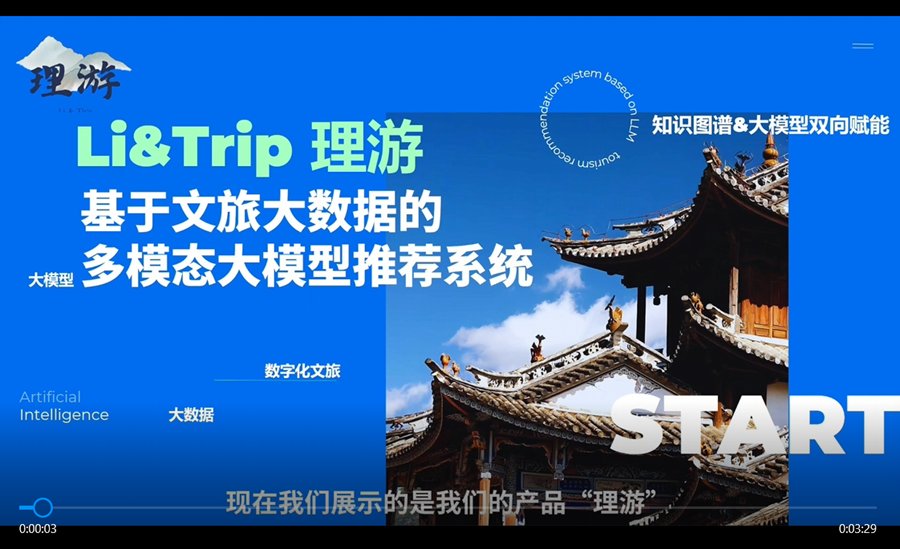 理游
tourism recommendation system based on LLM
知识图谱&大模型双向赋能
Li&Trip 理游
基于文旅大数据的
大模型 多模态大模型推荐系统
数字化文旅
Artificial
Intelligence
大数据
START
现在我们展示的是我们的产品“理游”
0:00:03
0:03:29